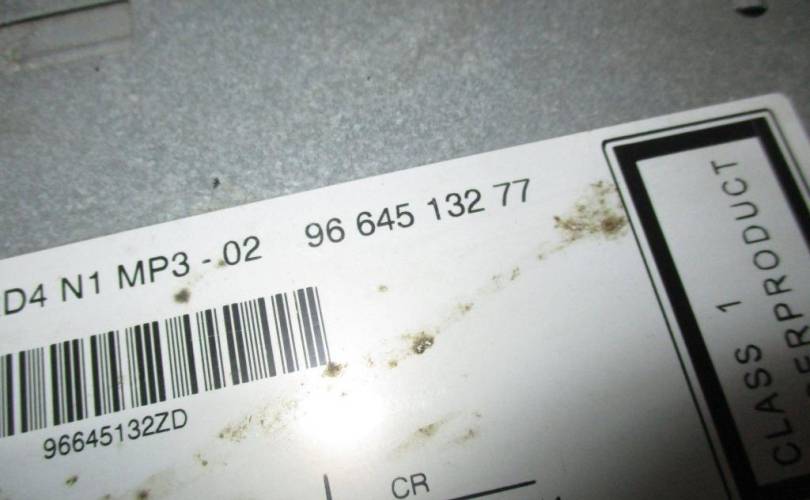 D4 N1 MP3 - 02 96 645 132 77
96645132ZD
CR
CLASS 1
ERPRODUCT